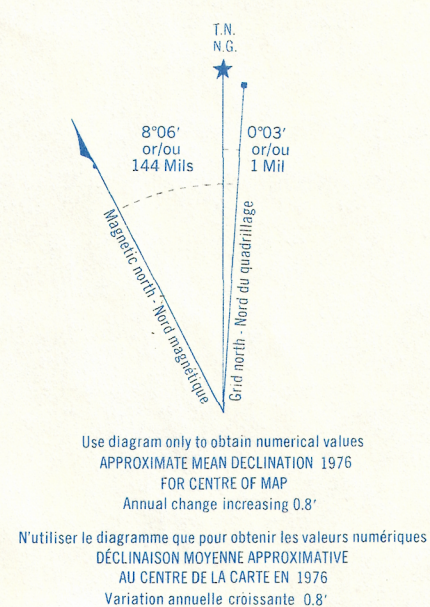 T.N.
N.G.
8°06′
or/ou
144 Mils
0°03′
or/ou
1 Mil
Magnetic north - Nord magnétique
Grid north - Nord du quadrillage
Use diagram only to obtain numerical values
APPROXIMATE MEAN DECLINATION 1976
FOR CENTRE OF MAP
Annual change increasing 0.8′
N'utiliser le diagramme que pour obtenir les valeurs numériques
DÉCLINAISON MOYENNE APPROXIMATIVE
AU CENTRE DE LA CARTE EN 1976
Variation annuelle croissante 0.8′